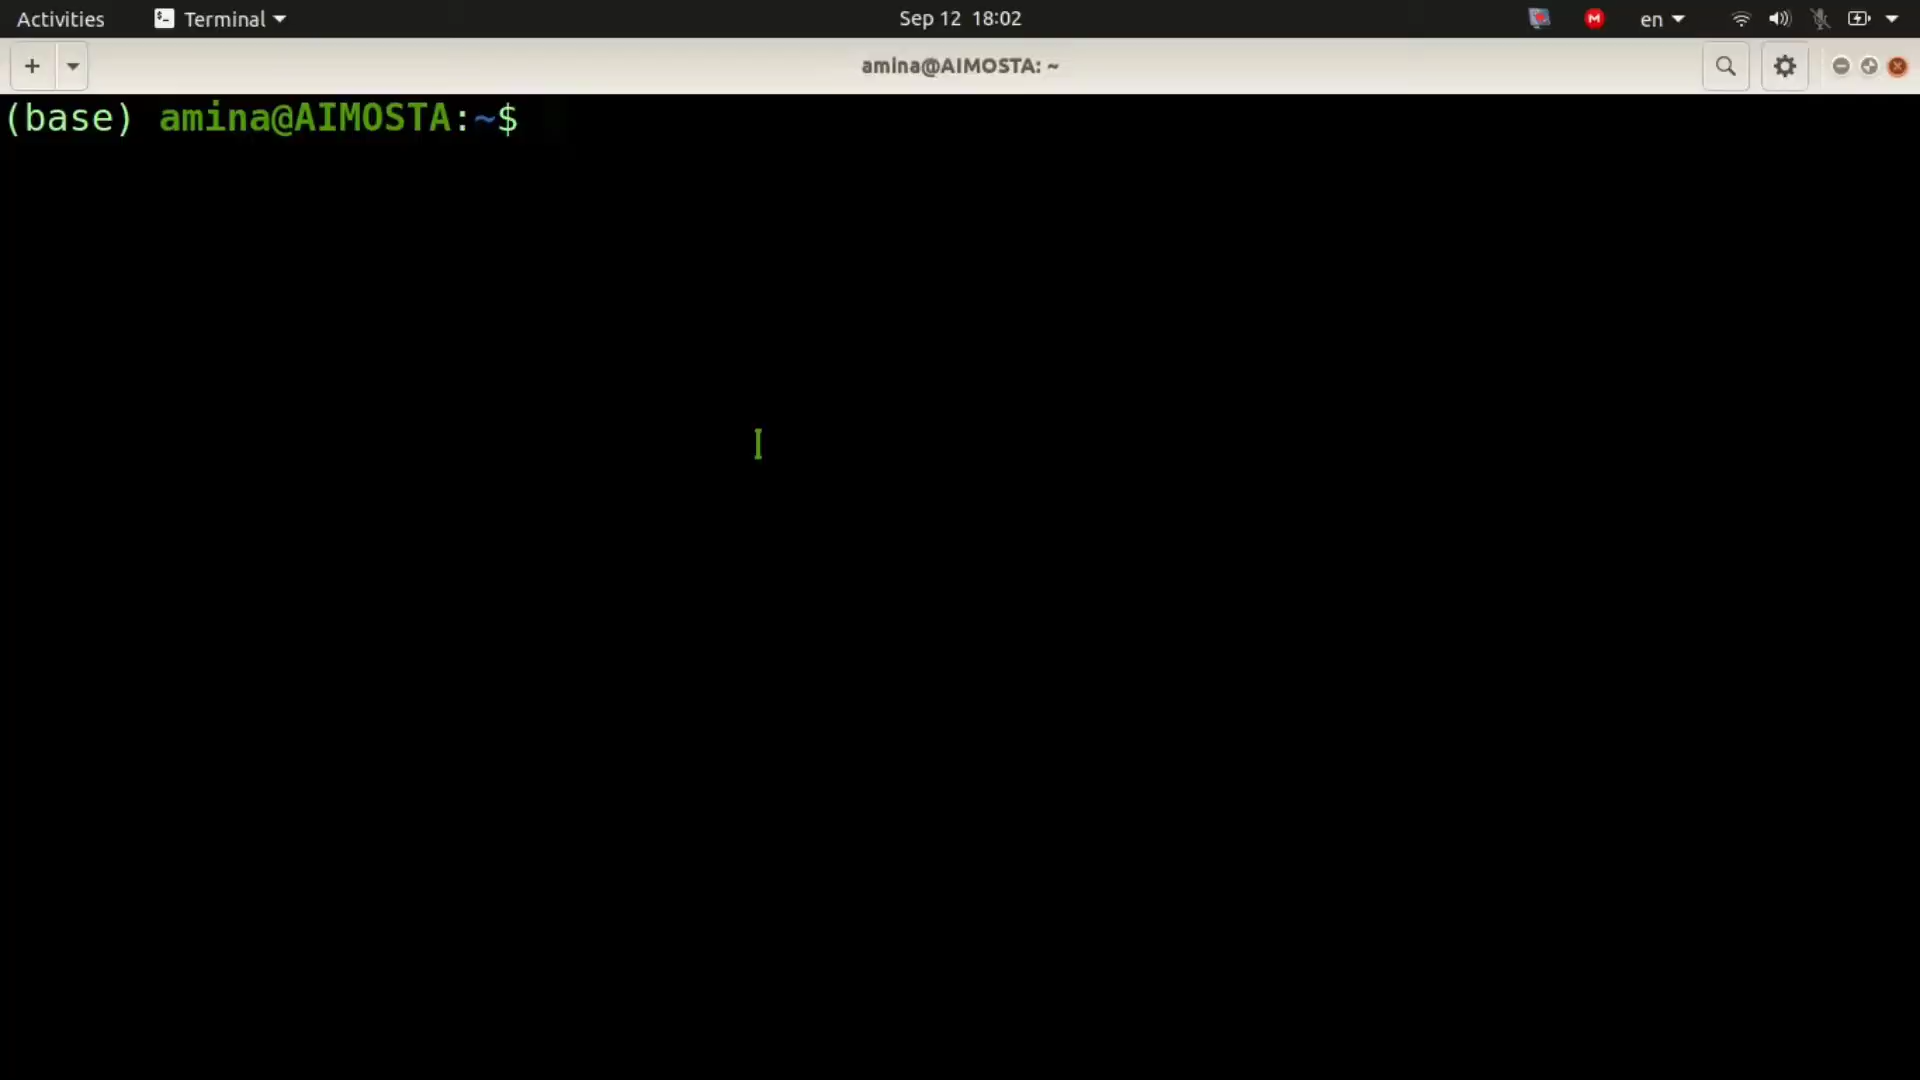 Activities Terminal Sep 12 18:02 M en
amina@AIMOSTA: ~
(base) amina@AIMOSTA:~$